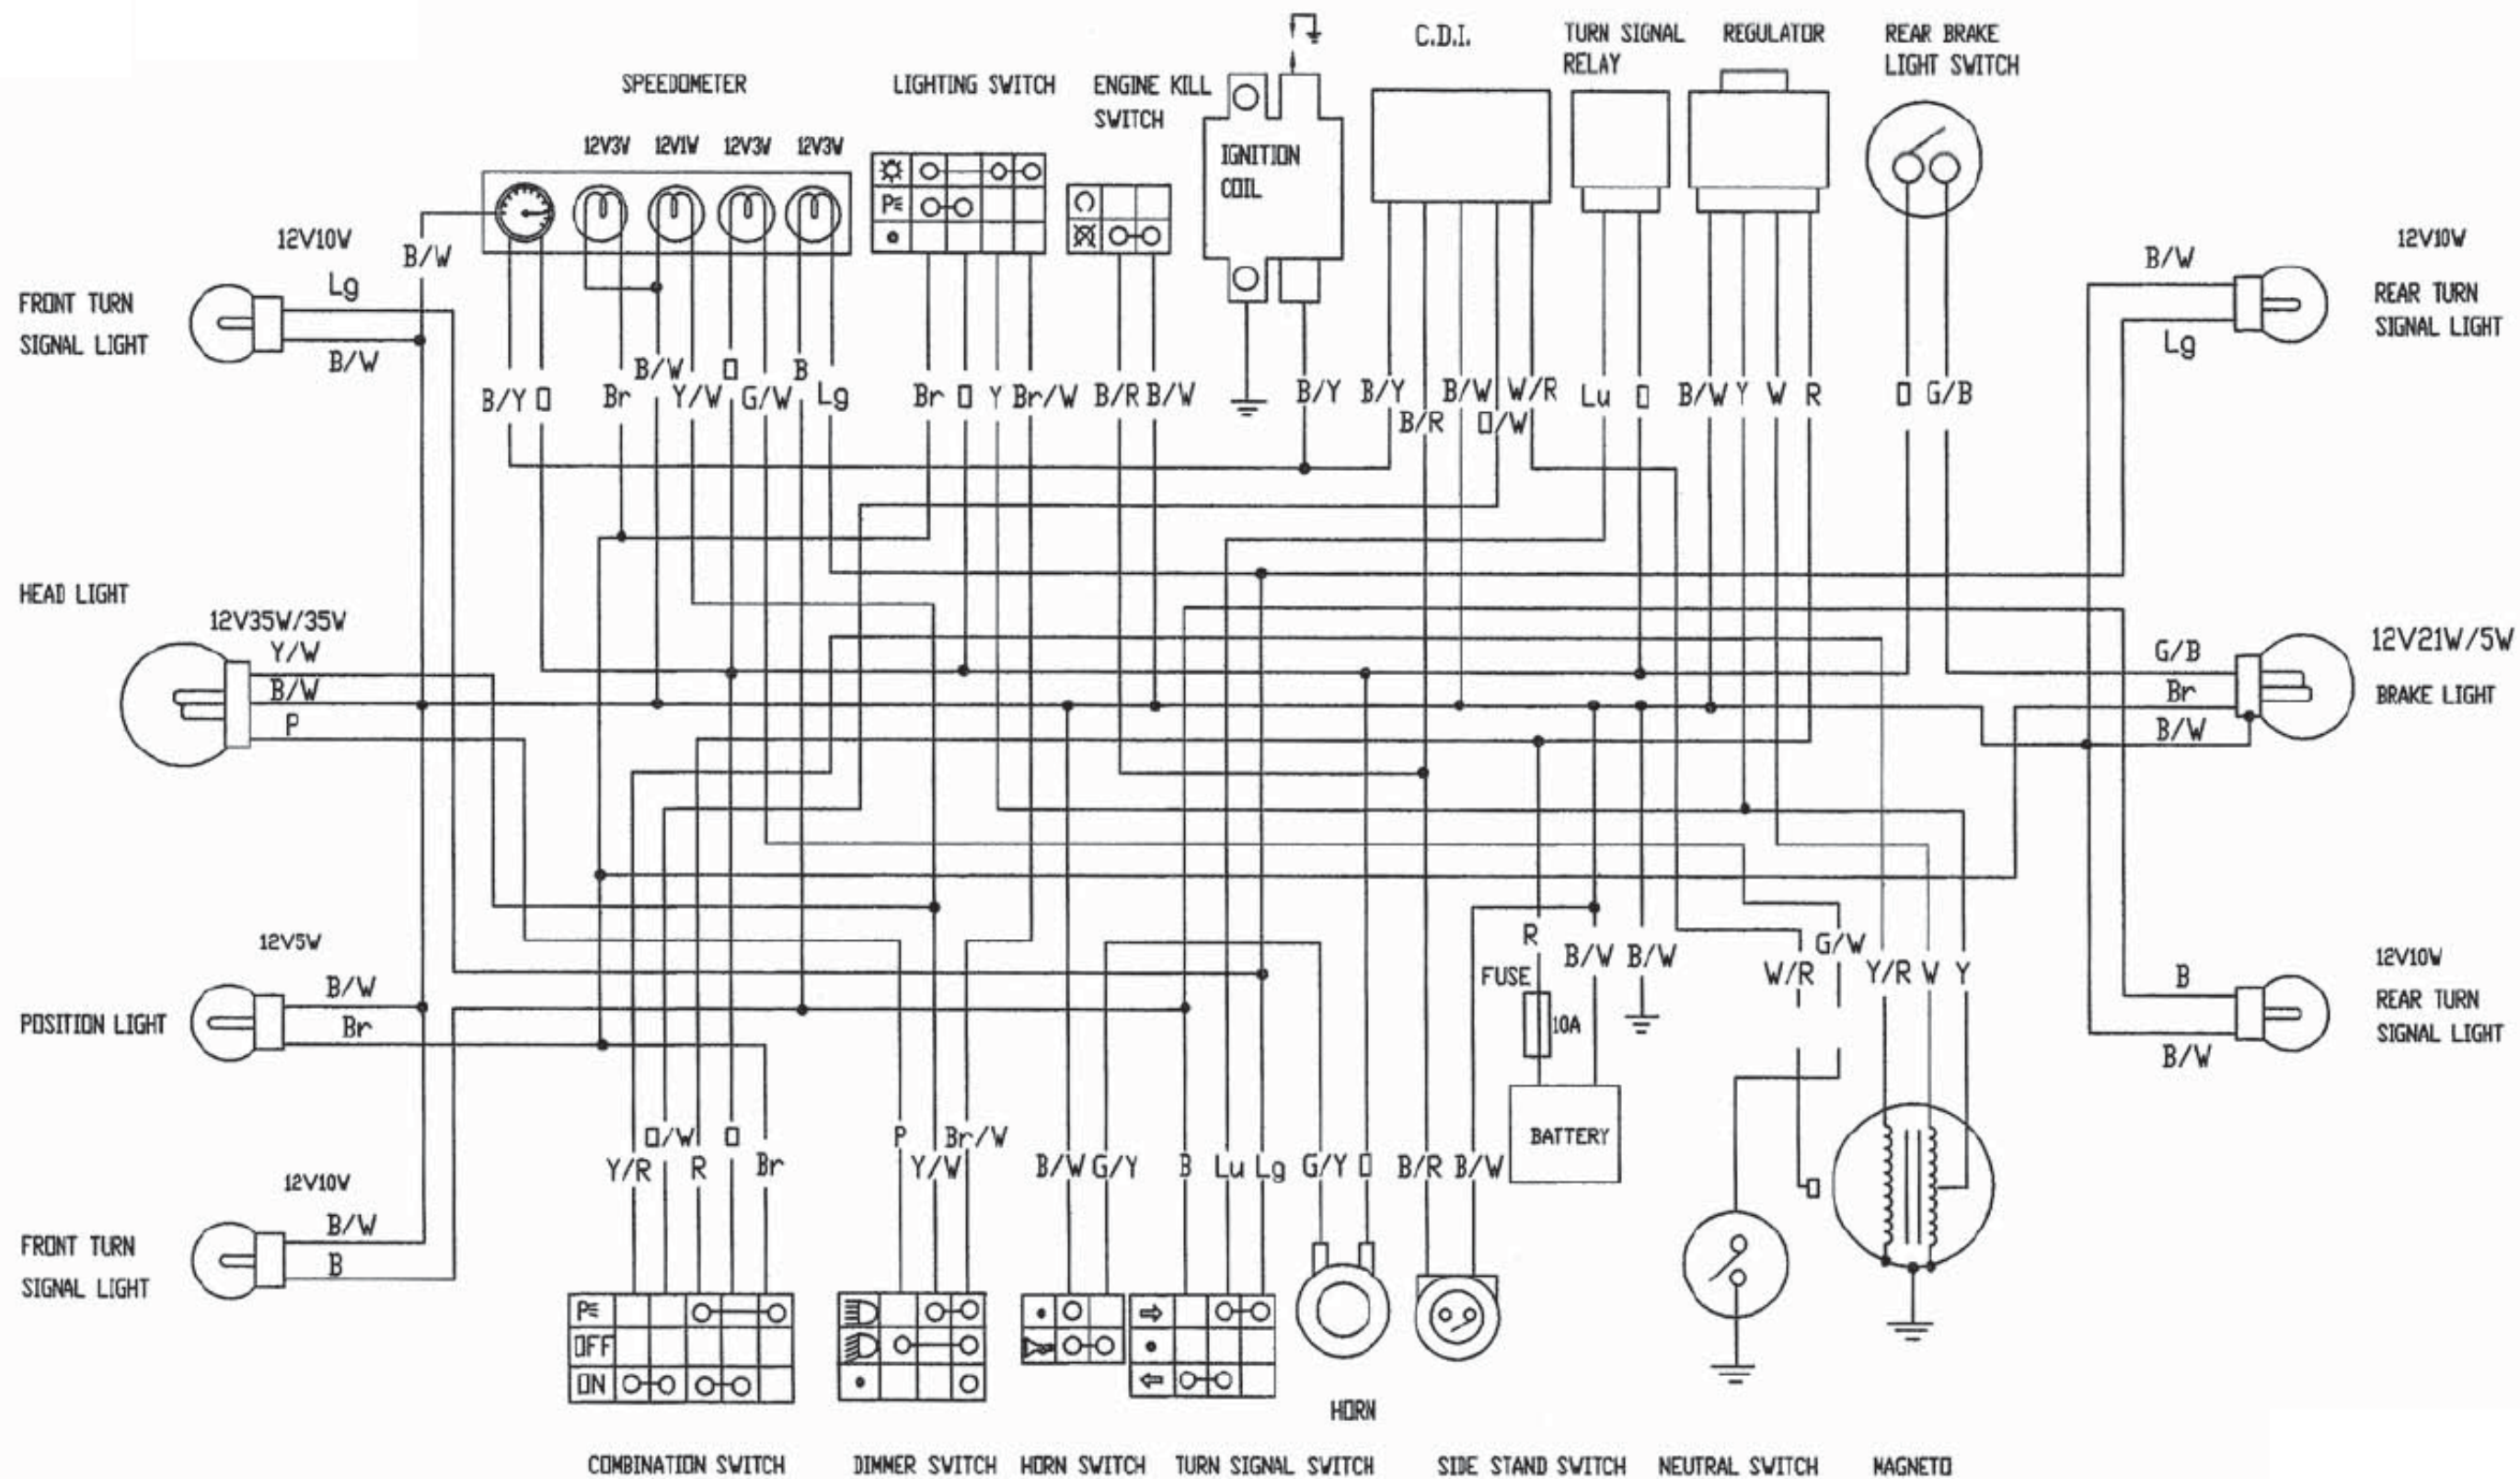 C.D.I.
TURN SIGNAL
RELAY
REGULATOR
REAR BRAKE
LIGHT SWITCH
SPEEDOMETER
LIGHTING SWITCH
ENGINE KILL
SWITCH
12V3W 12V1W 12V3W 12V3W
IGNITION
COIL
P
12V10W
B/W
Lg
FRONT TURN
SIGNAL LIGHT
B/W
12V10W
B/W
REAR TURN
SIGNAL LIGHT
Lg
B/Y O Br B/W Y/W O G/W B Lg
Br O Y Br/W B/R B/W
B/Y B/Y B/R B/W O/W W/R
Lu O B/W Y W R O G/B
HEAD LIGHT
12V35W/35W
Y/W
B/W
P
12V21W/5W
G/B
Br
BRAKE LIGHT
B/W
12V5W
B/W
POSITION LIGHT
Br
R
FUSE
10A
B/W B/W
W/R G/W Y/R W Y
12V10W
B
REAR TURN
SIGNAL LIGHT
B/W
BATTERY
12V10W
B/W
FRONT TURN
B
SIGNAL LIGHT
Y/R O/W R O Br
P Y/W Br/W
B/W G/Y B Lu Lg G/Y O B/R B/W
P
OFF
ON
HORN
COMBINATION SWITCH
DIMMER SWITCH
HORN SWITCH
TURN SIGNAL SWITCH
SIDE STAND SWITCH
NEUTRAL SWITCH
MAGNETO